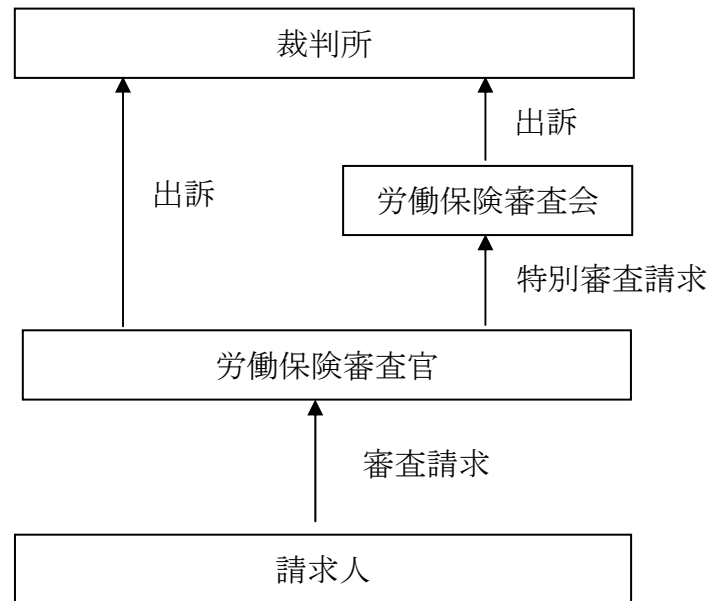 裁判所
出訴
出訴
労働保険審査会
特別審査請求
労働保険審査官
審査請求
請求人